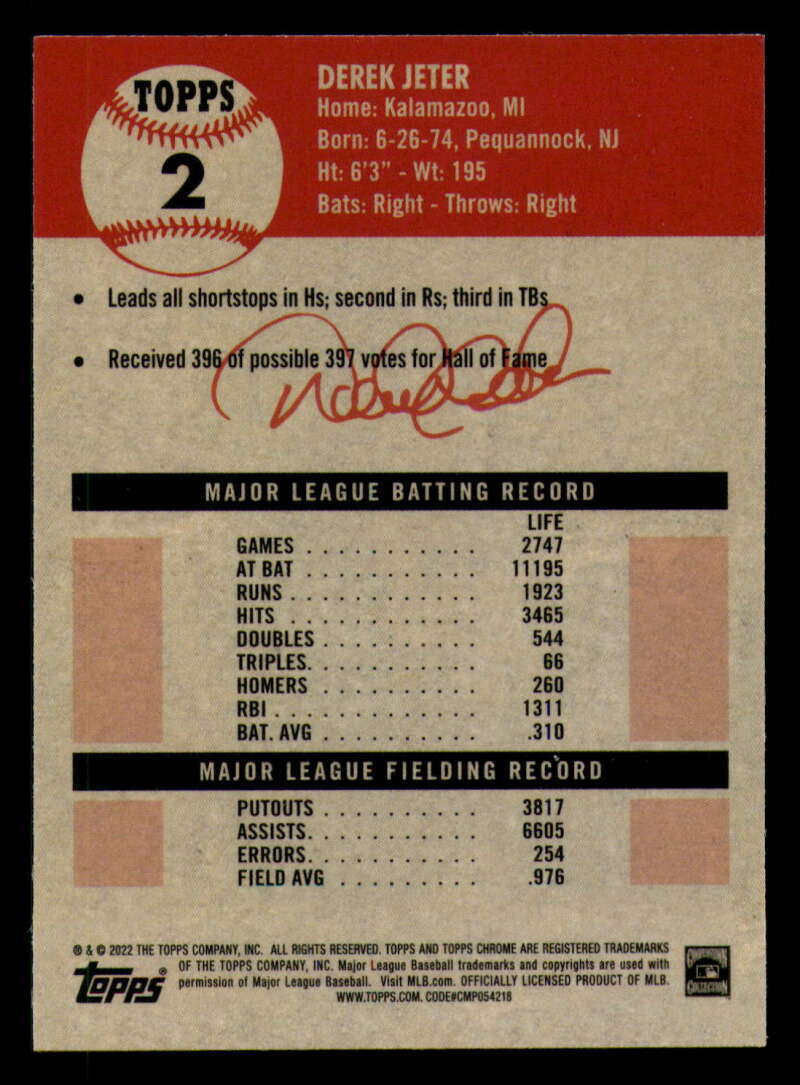 TOPPS
2
DEREK JETER
Home: Kalamazoo, MI
Born: 6-26-74, Pequannock, NJ
Ht: 6'3" - Wt: 195
Bats: Right - Throws: Right
• Leads all shortstops in Hs; second in Rs; third in TBs
• Received 396 of possible 397 votes for Hall of Fame
MAJOR LEAGUE BATTING RECORD
LIFE
GAMES . . . . . . . . . . . 2747
AT BAT . . . . . . . . . . . 11195
RUNS . . . . . . . . . . . . 1923
HITS . . . . . . . . . . . . 3465
DOUBLES . . . . . . . . . . 544
TRIPLES. . . . . . . . . . . 66
HOMERS . . . . . . . . . . 260
RBI . . . . . . . . . . . . . 1311
BAT. AVG . . . . . . . . . . .310
MAJOR LEAGUE FIELDING RECORD
PUTOUTS . . . . . . . . . . 3817
ASSISTS. . . . . . . . . . . 6605
ERRORS. . . . . . . . . . . 254
FIELD AVG . . . . . . . . . .976
® & © 2022 THE TOPPS COMPANY, INC. ALL RIGHTS RESERVED. TOPPS AND TOPPS CHROME ARE REGISTERED TRADEMARKS
OF THE TOPPS COMPANY, INC. Major League Baseball trademarks and copyrights are used with
permission of Major League Baseball. Visit MLB.com. OFFICIALLY LICENSED PRODUCT OF MLB.
WWW.TOPPS.COM. CODE#CMP054218
Topps®
COOPERSTOWN
COLLECTION